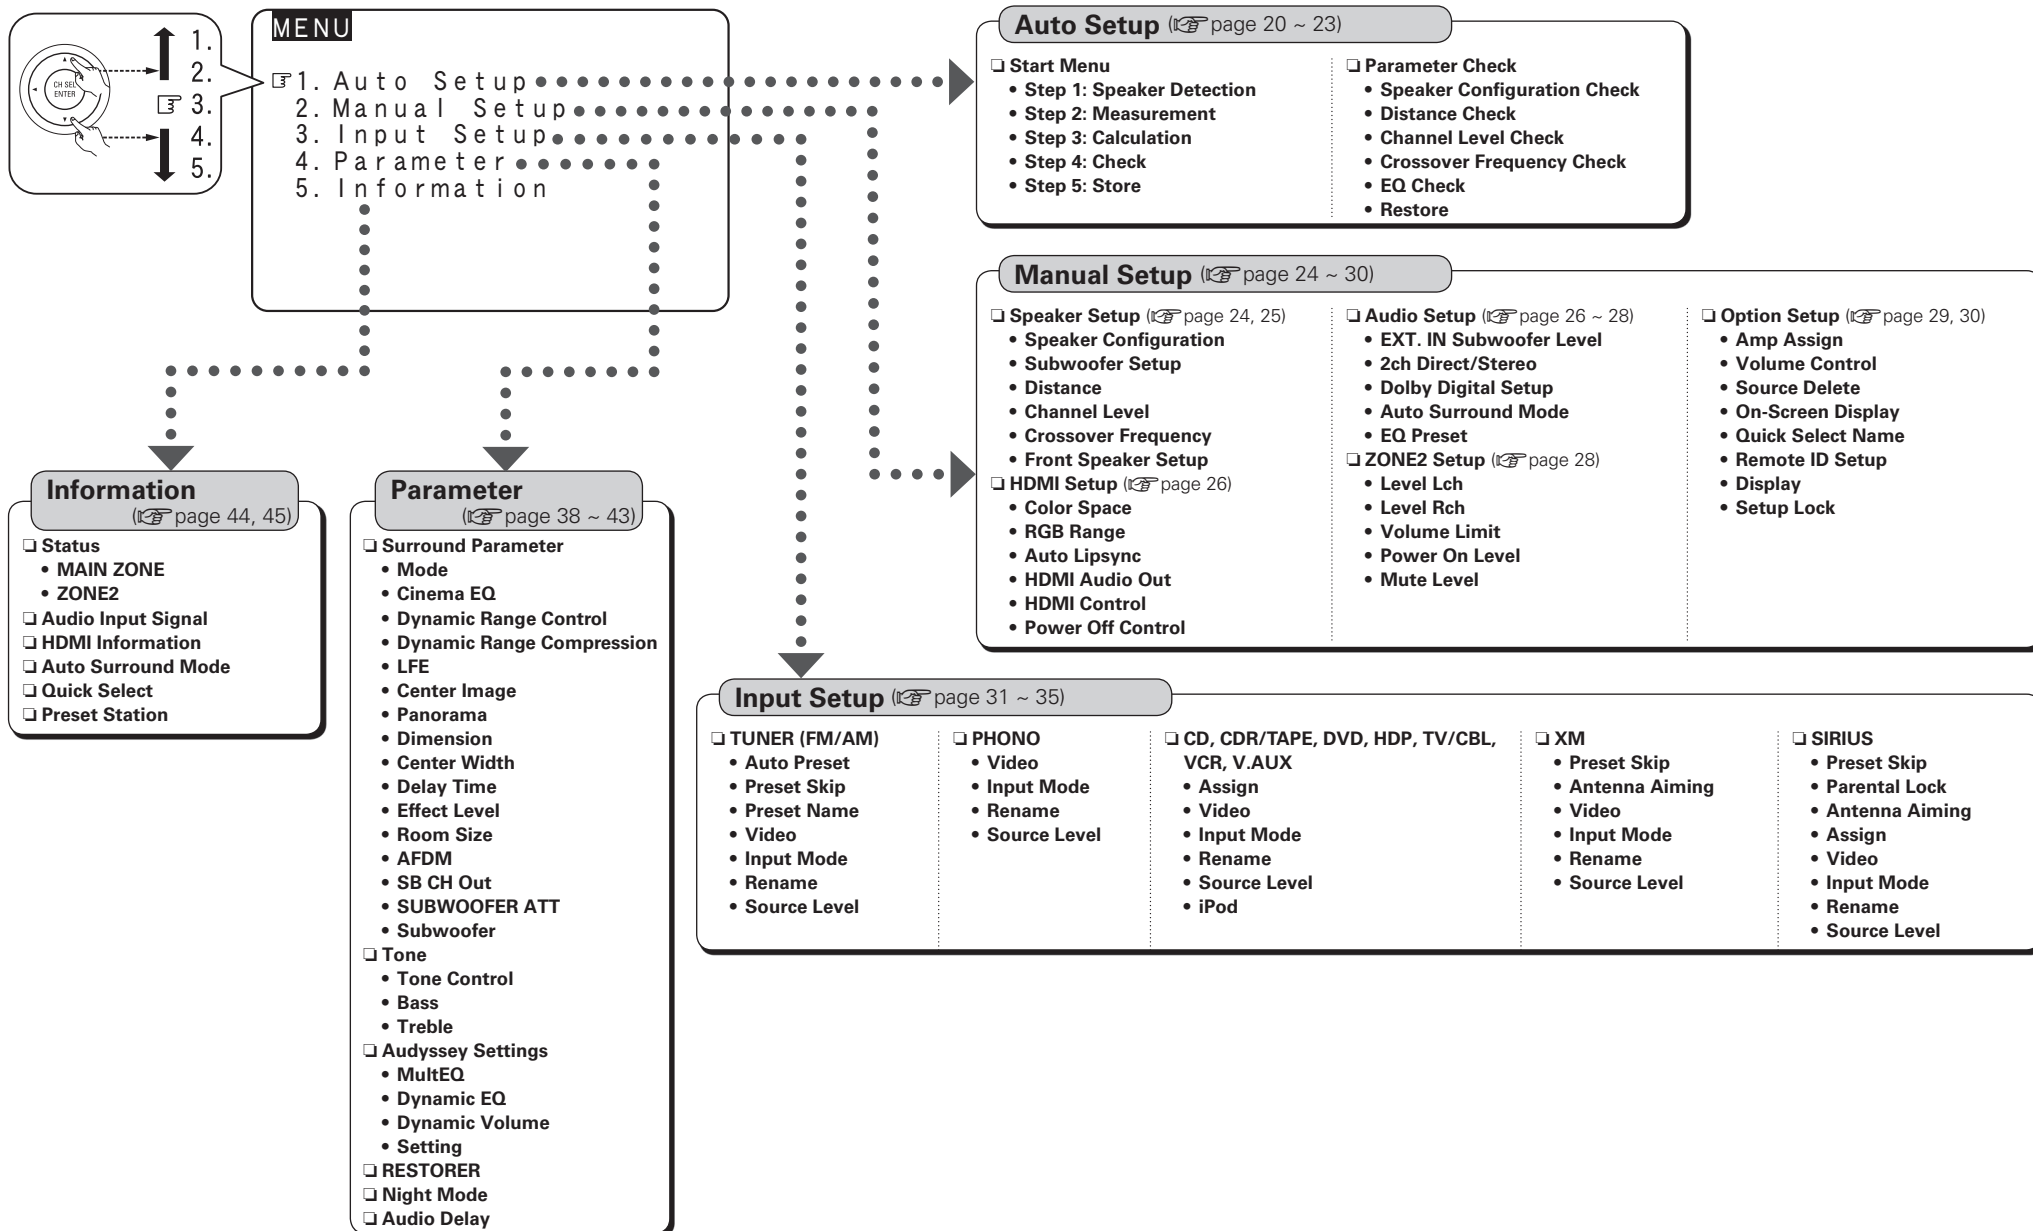 1.
2.
3.
4.
5.
CH SEL
ENTER
MENU
1. Auto Setup
2. Manual Setup
3. Input Setup
4. Parameter
5. Information
Auto Setup (page 20 ~ 23)
❏ Start Menu
• Step 1: Speaker Detection
• Step 2: Measurement
• Step 3: Calculation
• Step 4: Check
• Step 5: Store
❏ Parameter Check
• Speaker Configuration Check
• Distance Check
• Channel Level Check
• Crossover Frequency Check
• EQ Check
• Restore
Manual Setup (page 24 ~ 30)
❏ Speaker Setup (page 24, 25)
• Speaker Configuration
• Subwoofer Setup
• Distance
• Channel Level
• Crossover Frequency
• Front Speaker Setup
❏ HDMI Setup (page 26)
• Color Space
• RGB Range
• Auto Lipsync
• HDMI Audio Out
• HDMI Control
• Power Off Control
❏ Audio Setup (page 26 ~ 28)
• EXT. IN Subwoofer Level
• 2ch Direct/Stereo
• Dolby Digital Setup
• Auto Surround Mode
• EQ Preset
❏ ZONE2 Setup (page 28)
• Level Lch
• Level Rch
• Volume Limit
• Power On Level
• Mute Level
❏ Option Setup (page 29, 30)
• Amp Assign
• Volume Control
• Source Delete
• On-Screen Display
• Quick Select Name
• Remote ID Setup
• Display
• Setup Lock
Information
(page 44, 45)
❏ Status
• MAIN ZONE
• ZONE2
❏ Audio Input Signal
❏ HDMI Information
❏ Auto Surround Mode
❏ Quick Select
❏ Preset Station
Parameter
(page 38 ~ 43)
❏ Surround Parameter
• Mode
• Cinema EQ
• Dynamic Range Control
• Dynamic Range Compression
• LFE
• Center Image
• Panorama
• Dimension
• Center Width
• Delay Time
• Effect Level
• Room Size
• AFDM
• SB CH Out
• SUBWOOFER ATT
• Subwoofer
❏ Tone
• Tone Control
• Bass
• Treble
❏ Audyssey Settings
• MultEQ
• Dynamic EQ
• Dynamic Volume
• Setting
❏ RESTORER
❏ Night Mode
❏ Audio Delay
Input Setup (page 31 ~ 35)
❏ TUNER (FM/AM)
• Auto Preset
• Preset Skip
• Preset Name
• Video
• Input Mode
• Rename
• Source Level
❏ PHONO
• Video
• Input Mode
• Rename
• Source Level
❏ CD, CDR/TAPE, DVD, HDP, TV/CBL,
VCR, V.AUX
• Assign
• Video
• Input Mode
• Rename
• Source Level
• iPod
❏ XM
• Preset Skip
• Antenna Aiming
• Video
• Input Mode
• Rename
• Source Level
❏ SIRIUS
• Preset Skip
• Parental Lock
• Antenna Aiming
• Assign
• Video
• Input Mode
• Rename
• Source Level